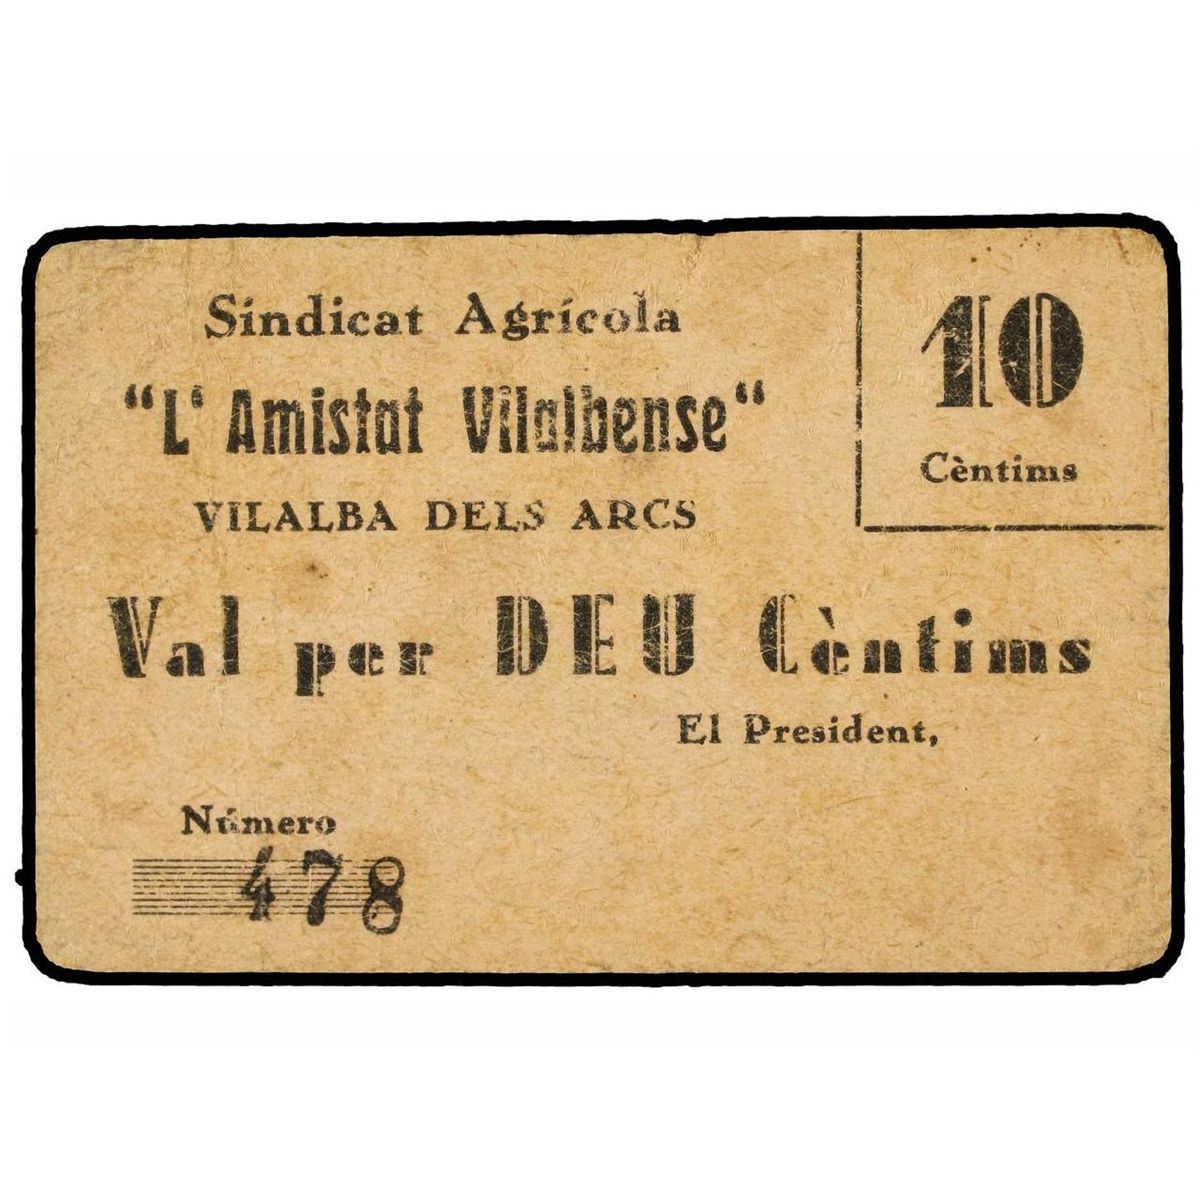 Sindicat Agrícola
"L' Amistat Vilalbense"
VILALBA DELS ARCS
10
Cèntims
Val per DEU Cèntims
El President,
Número
478